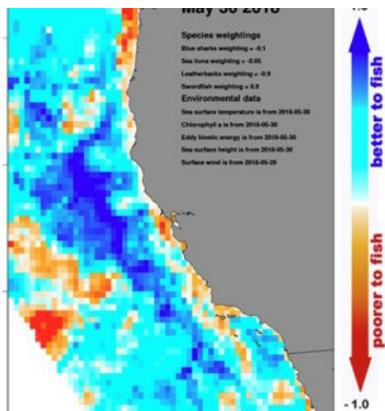 May 30 2018
Species weightings
Blue sharks weighting = -0.1
Sea lions weighting = -0.05
Leatherbacks weighting = -0.9
Swordfish weighting = 0.9
Environmental data
Sea surface temperature is from 2018-05-30
Chlorophyll a is from 2018-05-30
Eddy kinetic energy is from 2018-05-30
Sea surface height is from 2018-05-30
Surface wind is from 2018-05-29
better to fish
poorer to fish
- 1.0